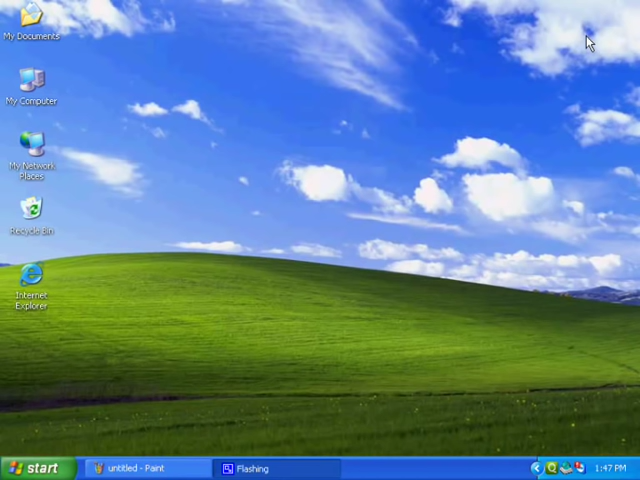 My Documents
My Computer
My Network
Places
Recycle Bin
Internet
Explorer
start
untitled - Paint
Flashing
1:47 PM